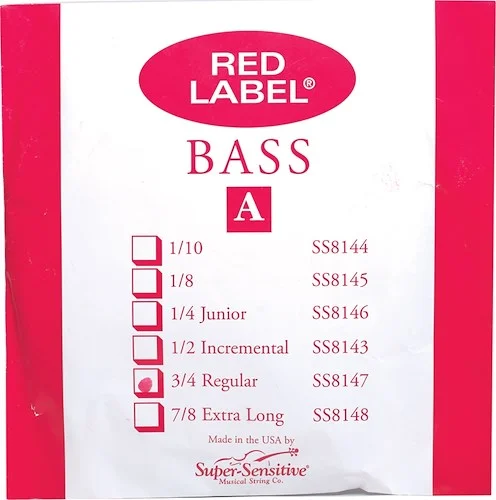 RED
LABEL®
BASS
A
1/10 SS8144
1/8 SS8145
1/4 Junior SS8146
1/2 Incremental SS8143
3/4 Regular SS8147
7/8 Extra Long SS8148
Made in the USA by
Super-Sensitive®
Musical String Co.